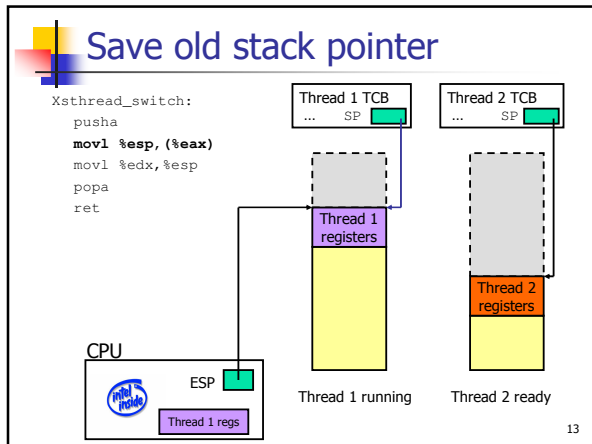 Save old stack pointer
Xsthread_switch:
pusha
movl %esp,(%eax)
movl %edx,%esp
popa
ret
Thread 1 TCB
... SP
Thread 2 TCB
... SP
Thread 1
registers
Thread 2
registers
CPU
ESP
intel
inside
Thread 1 regs
Thread 1 running
Thread 2 ready
13